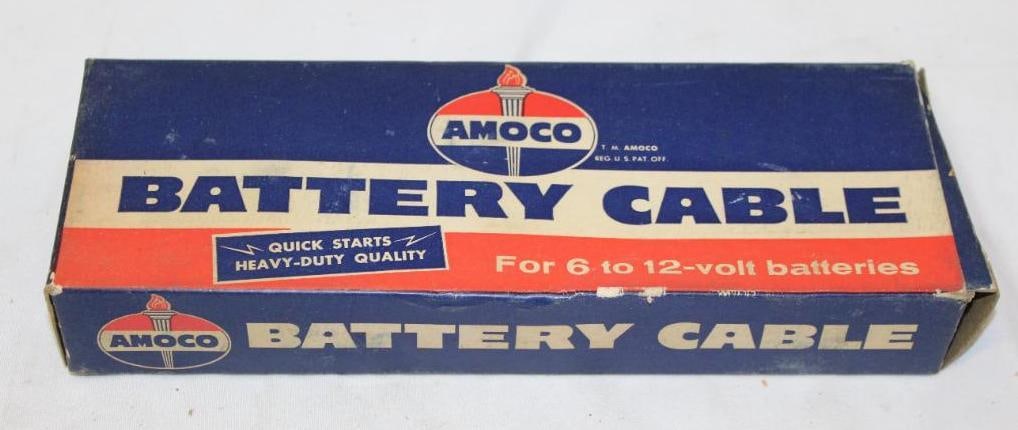 AMOCO
T. M. AMOCO
REG. U.S. PAT. OFF.
BATTERY CABLE
QUICK STARTS
HEAVY-DUTY QUALITY
For 6 to 12-volt batteries
AMOCO
BATTERY CABLE